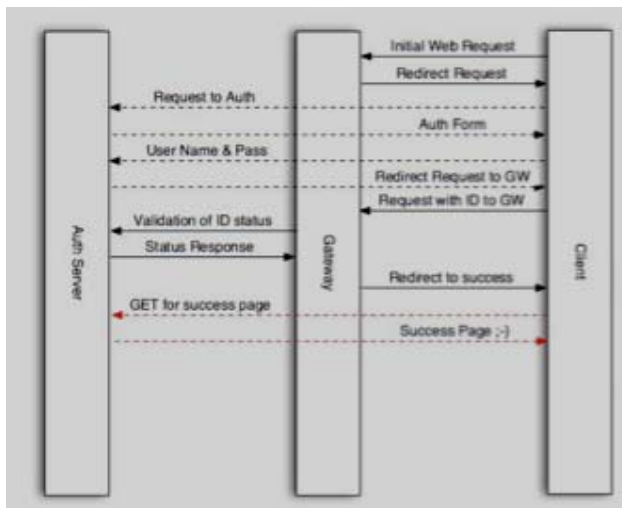 Initial Web Request
Redirect Request
Request to Auth
Auth Form
User Name & Pass
Redirect Request to GW
Request with ID to GW
Validation of ID status
Status Response
Redirect to success
GET for success page
Success Page ;-)
Auth Server
Gateway
Client